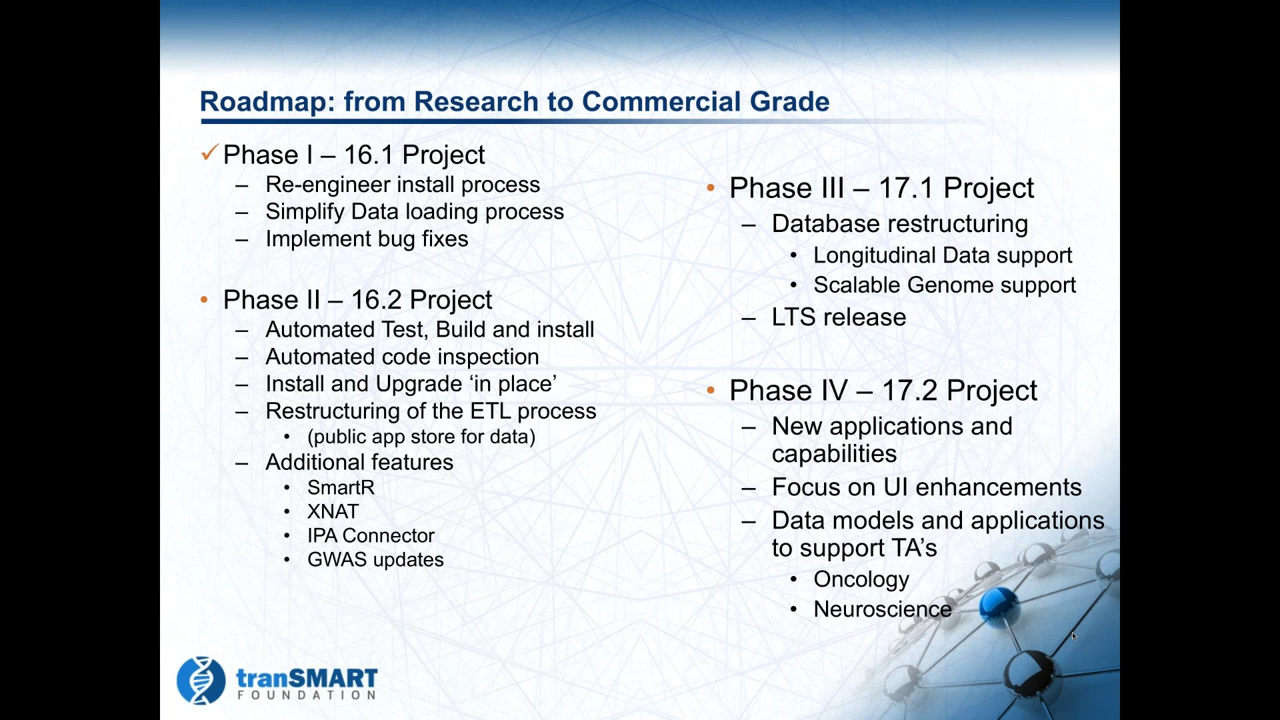 Roadmap: from Research to Commercial Grade
✓ Phase I – 16.1 Project
– Re-engineer install process
– Simplify Data loading process
– Implement bug fixes
• Phase II – 16.2 Project
– Automated Test, Build and install
– Automated code inspection
– Install and Upgrade ‘in place’
– Restructuring of the ETL process
• (public app store for data)
– Additional features
• SmartR
• XNAT
• IPA Connector
• GWAS updates
• Phase III – 17.1 Project
– Database restructuring
• Longitudinal Data support
• Scalable Genome support
– LTS release
• Phase IV – 17.2 Project
– New applications and
capabilities
– Focus on UI enhancements
– Data models and applications
to support TA’s
• Oncology
• Neuroscience
tranSMART
FOUNDATION